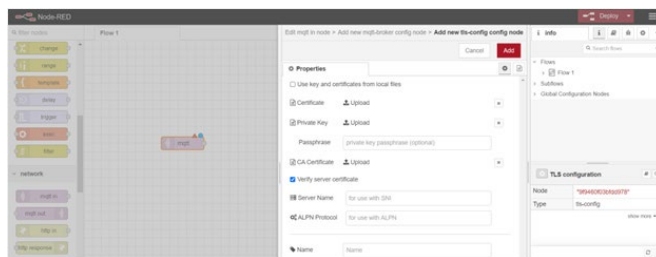 Node-RED
Deploy
filter nodes
Flow 1
Edit mqtt in node > Add new mqtt-broker config node > Add new tls-config config node
i info
Cancel
Add
Search flows
change
range
template
delay
trigger
exec
filter
network
mqtt in
mqtt out
http in
http response
mqtt
Properties
Use key and certificates from local files
Certificate
Upload
Private Key
Upload
Passphrase
private key passphrase (optional)
CA Certificate
Upload
Verify server certificate
Server Name
for use with SNI
ALPN Protocol
for use with ALPN
Name
Name
Flows
Flow 1
Subflows
Global Configuration Nodes
TLS configuration
Node
Type
tls-config
show more